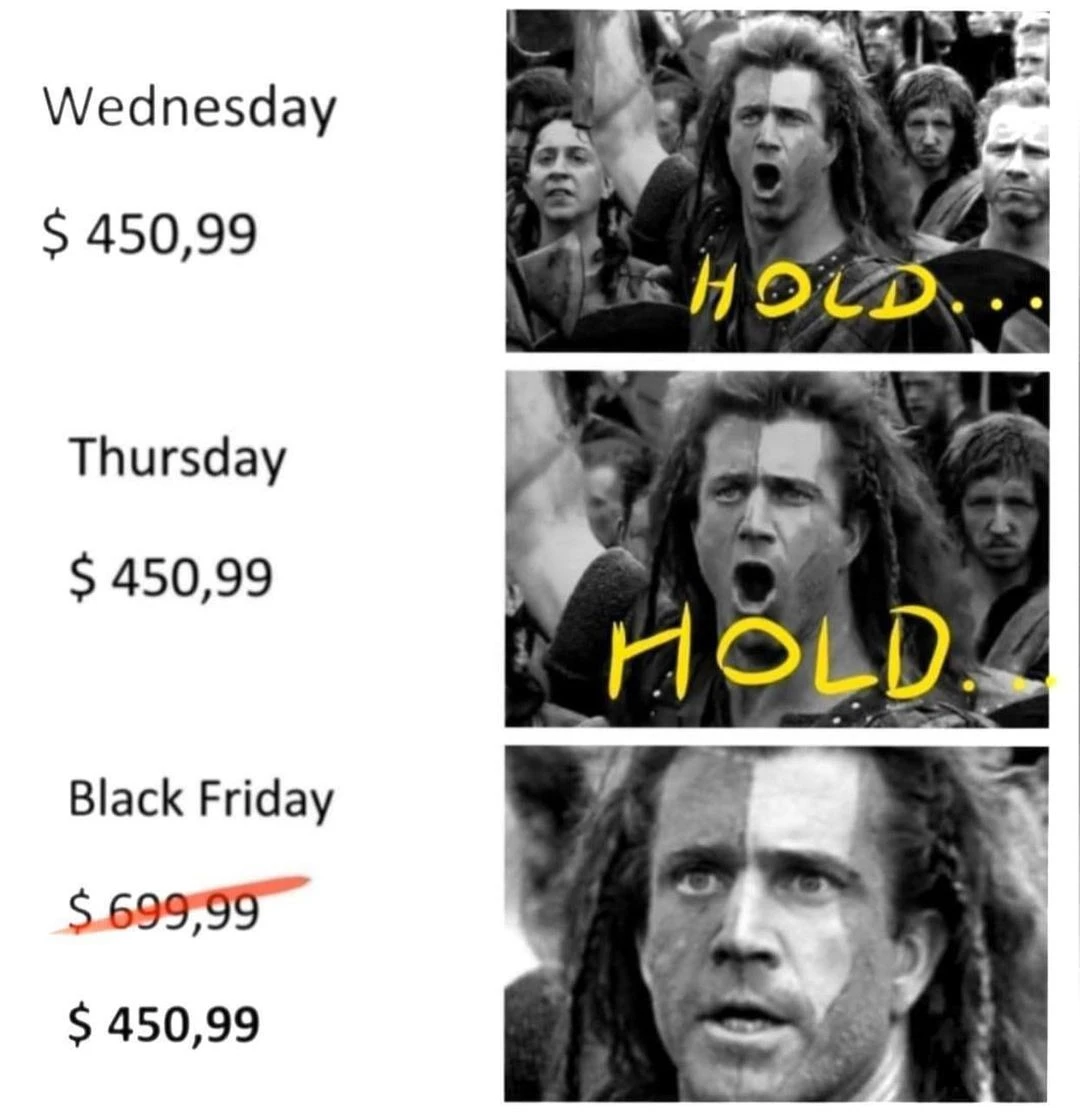 Wednesday
$ 450,99
HOLD...
Thursday
$ 450,99
HOLD...
Black Friday
$ 699,99
$ 450,99